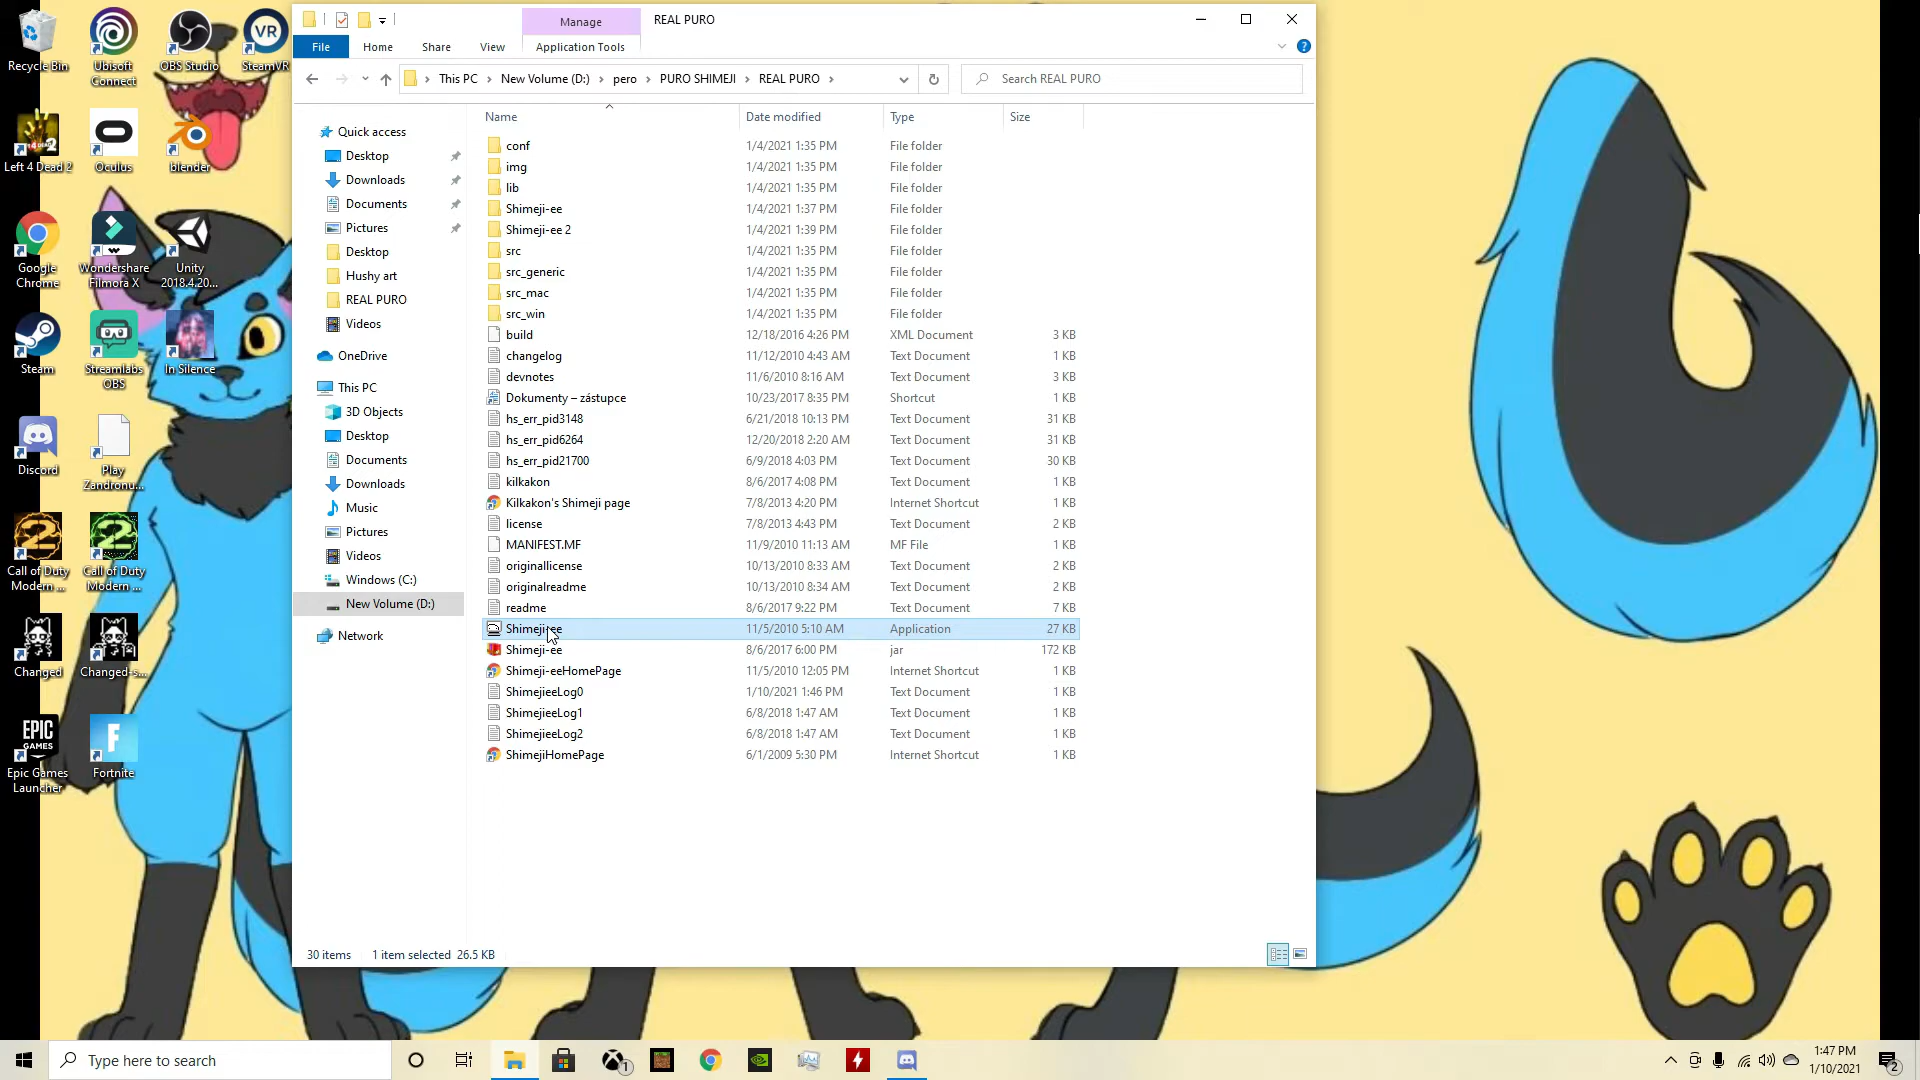 Manage
REAL PURO
File
Home
Share
View
Application Tools
This PC
New Volume (D:)
pero
PURO SHIMEJI
REAL PURO
Search REAL PURO
Name
Date modified
Type
Size
conf 1/4/2021 1:35 PM File folder
img 1/4/2021 1:35 PM File folder
lib 1/4/2021 1:35 PM File folder
Shimeji-ee 1/4/2021 1:37 PM File folder
Shimeji-ee 2 1/4/2021 1:39 PM File folder
src 1/4/2021 1:35 PM File folder
src_generic 1/4/2021 1:35 PM File folder
src_mac 1/4/2021 1:35 PM File folder
src_win 1/4/2021 1:35 PM File folder
build 12/18/2016 4:26 PM XML Document 3 KB
changelog 11/12/2010 4:43 AM Text Document 1 KB
devnotes 11/6/2010 8:16 AM Text Document 3 KB
Dokumenty – zástupce 10/23/2017 8:35 PM Shortcut 1 KB
hs_err_pid3148 6/21/2018 10:13 PM Text Document 31 KB
hs_err_pid6264 12/20/2018 2:20 AM Text Document 31 KB
hs_err_pid21700 6/9/2018 4:03 PM Text Document 30 KB
kilkakon 8/6/2017 4:08 PM Text Document 1 KB
Kilkakon's Shimeji page 7/8/2013 4:20 PM Internet Shortcut 1 KB
license 7/8/2013 4:43 PM Text Document 2 KB
MANIFEST.MF 11/9/2010 11:13 AM MF File 1 KB
originallicense 10/13/2010 8:33 AM Text Document 2 KB
originalreadme 10/13/2010 8:34 AM Text Document 2 KB
readme 8/6/2017 9:22 PM Text Document 7 KB
Shimeji-ee 11/5/2010 5:10 AM Application 27 KB
Shimeji-ee 8/6/2017 6:00 PM jar 172 KB
Shimeji-eeHomePage 11/5/2010 12:05 PM Internet Shortcut 1 KB
ShimejieeLog0 1/10/2021 1:46 PM Text Document 1 KB
ShimejieeLog1 6/8/2018 1:47 AM Text Document 1 KB
ShimejieeLog2 6/8/2018 1:47 AM Text Document 1 KB
ShimejiHomePage 6/1/2009 5:30 PM Internet Shortcut 1 KB
Quick access
Desktop
Downloads
Documents
Pictures
Desktop
Hushy art
REAL PURO
Videos
OneDrive
This PC
3D Objects
Desktop
Documents
Downloads
Music
Pictures
Videos
Windows (C:)
New Volume (D:)
Network
30 items
1 item selected 26.5 KB
Recycle Bin
Ubisoft
Connect
OBS Studio
VR
SteamVR
Left 4 Dead 2
Oculus
blender
Google
Chrome
Wondershare
Filmora X
Unity
2018.4.20...
Steam
Streamlabs
OBS
In Silence
Discord
Play
Zandronu...
Call of Duty
Modern ...
Call of Duty
Modern ...
Changed
Changed-s...
EPIC
GAMES
Epic Games
Launcher
F
Fortnite
Type here to search
1
1:47 PM
1/10/2021
2